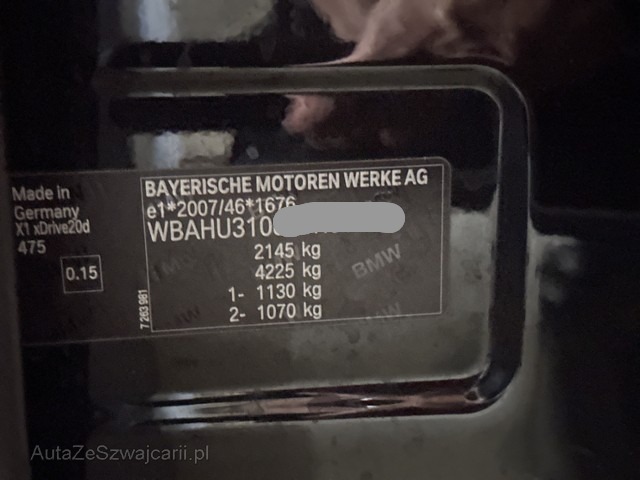 Made in
Germany
X1 xDrive20d
475
0.15
7 263 981
BAYERISCHE MOTOREN WERKE AG
e1*2007/46*1676
WBAHU310
2145 kg
4225 kg
1- 1130 kg
2- 1070 kg
BMW
AutaZeSzwajcarii.pl